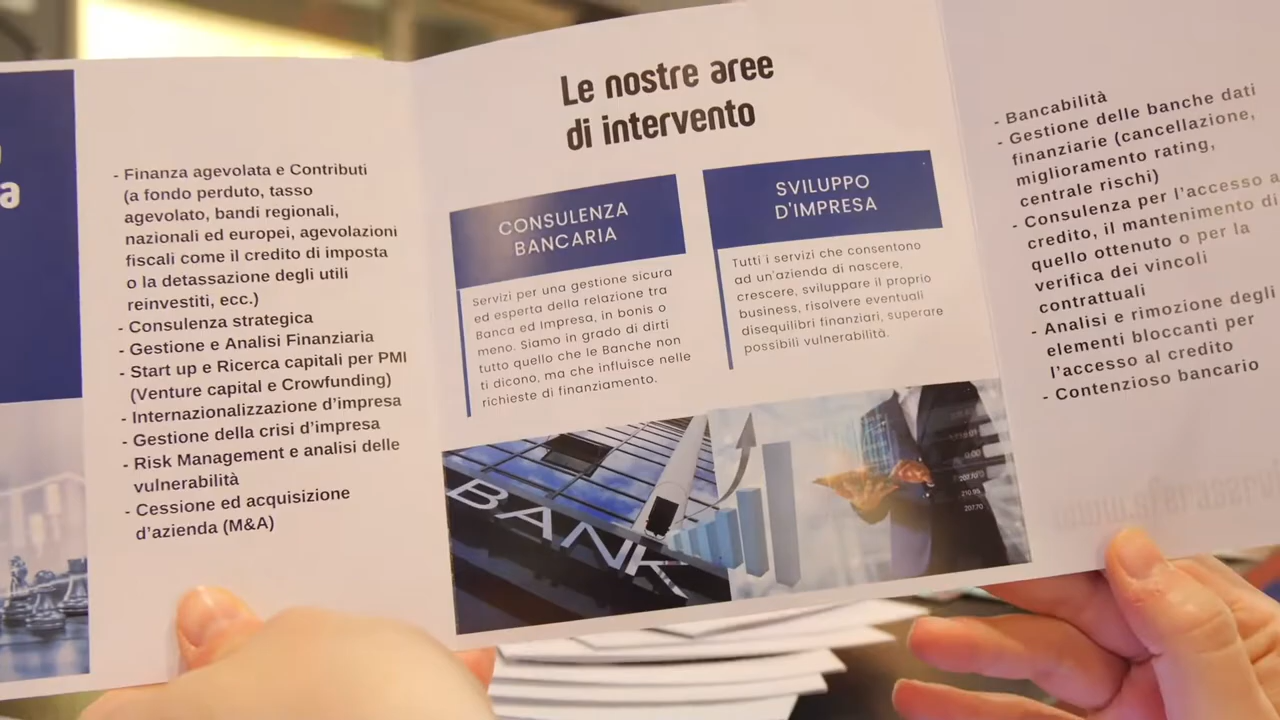 a
- Finanza agevolata e Contributi
(a fondo perduto, tasso
agevolato, bandi regionali,
nazionali ed europei, agevolazioni
fiscali come il credito di imposta
o la detassazione degli utili
reinvestiti, ecc.)
- Consulenza strategica
- Gestione e Analisi Finanziaria
- Start up e Ricerca capitali per PMI
(Venture capital e Crowfunding)
- Internazionalizzazione d'impresa
- Gestione della crisi d'impresa
- Risk Management e analisi delle
vulnerabilità
- Cessione ed acquisizione
d'azienda (M&A)
Le nostre aree
di intervento
CONSULENZA
BANCARIA
Servizi per una gestione sicura
ed esperta della relazione tra
Banca ed Impresa, in bonis o
meno. Siamo in grado di dirti
tutto quello che le Banche non
ti dicono, ma che influisce nelle
richieste di finanziamento.
SVILUPPO
D'IMPRESA
Tutti i servizi che consentono
ad un'azienda di nascere,
crescere, sviluppare il proprio
business, risolvere eventuali
disequilibri finanziari, superare
possibili vulnerabilità.
BANK
0:00
210.95
207.70
- Bancabilità
- Gestione delle banche dati
finanziarie (cancellazione,
miglioramento rating,
centrale rischi)
- Consulenza per l'accesso a
credito, il mantenimento di
quello ottenuto o per la
verifica dei vincoli
contrattuali
- Analisi e rimozione degli
elementi bloccanti per
l'accesso al credito
- Contenzioso bancario